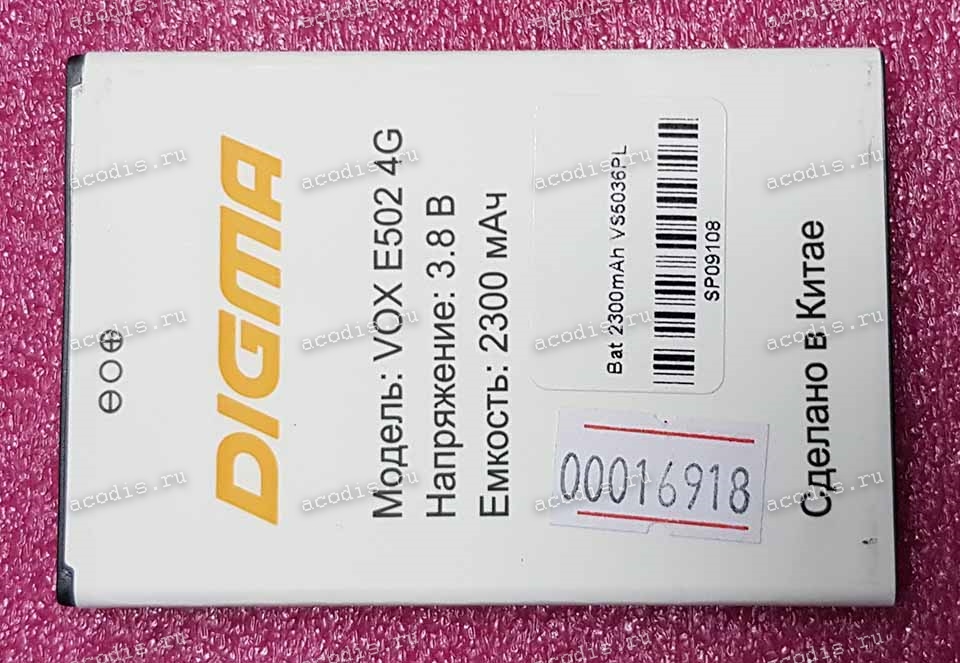 DIGMA
Модель: VOX E502 4G
Напряжение: 3.8 В
Емкость: 2300 мАч
Bat 2300mAh VS5036PL
SP09108
00016918
Сделано в Китае
acodis.ru